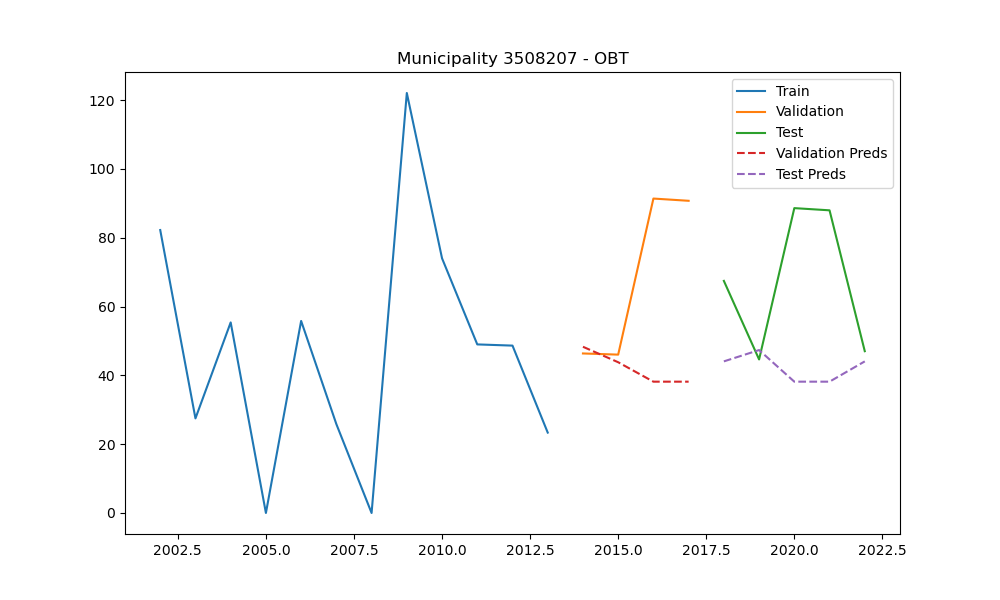 Municipality 3508207 - OBT
Train
Validation
Test
Validation Preds
Test Preds
120
100
80
60
40
20
0
2002.5 2005.0 2007.5 2010.0 2012.5 2015.0 2017.5 2020.0 2022.5